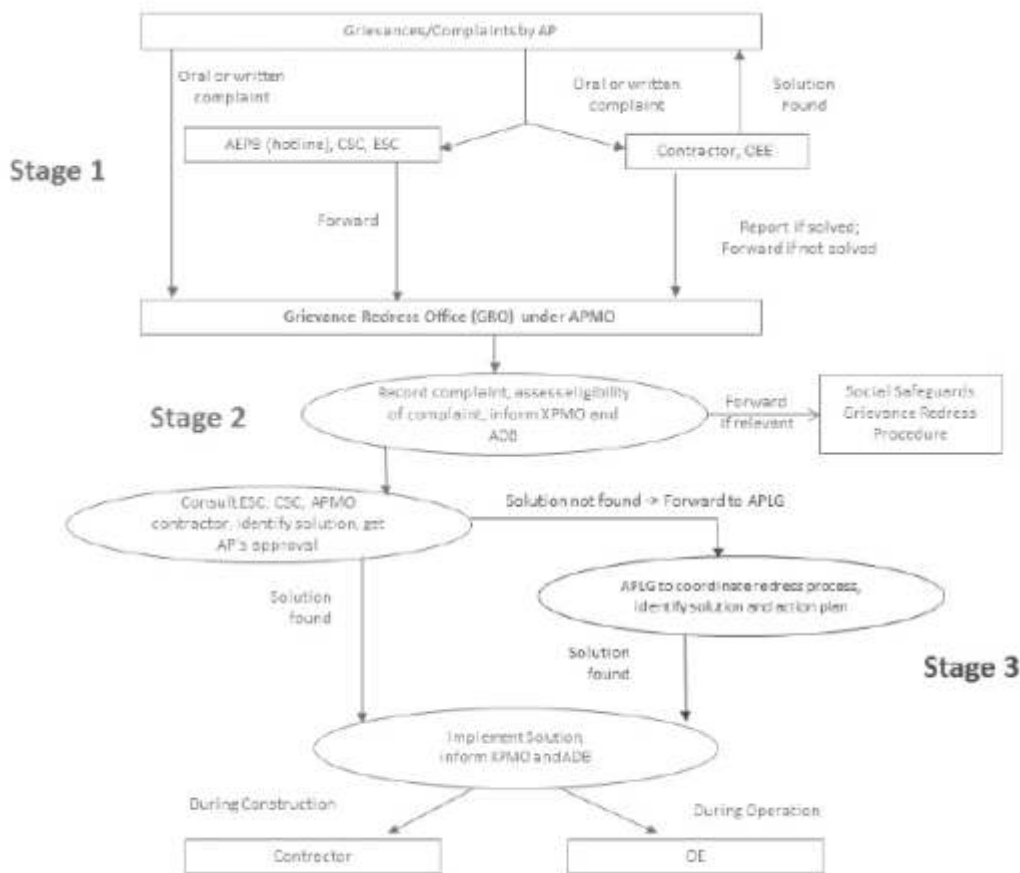 Grievances/Complaints by AP
Oral or written
complaint
Oral or written
complaint
Solution
found
AEPB (hotline), CSC, ESC
Contractor, OEE
Stage 1
Forward
Report if solved;
Forward if not solved
Grievance Redress Office (GRO) under APMO
Record complaint, assess eligibility
of complaint, inform XPMO and
ADB
Forward
if relevant
Social Safeguards
Grievance Redress
Procedure
Stage 2
Consult ESC, CSC, APMO
contractor, identify solution, get
AP's approval
Solution not found -> Forward to APLG
APLG to coordinate redress process,
identify solution and action plan
Solution
found
Solution
found
Stage 3
Implement Solution,
inform XPMO and ADB
During Construction
During Operation
Contractor
OE